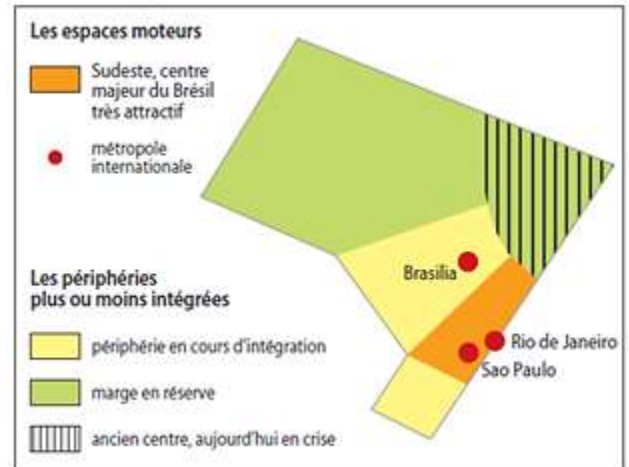 Les espaces moteurs
Sudeste, centre
majeur du Brésil
très attractif
métropole
internationale
Les périphéries
plus ou moins intégrées
périphérie en cours d'intégration
marge en réserve
ancien centre, aujourd'hui en crise
Brasilia
Rio de Janeiro
Sao Paulo